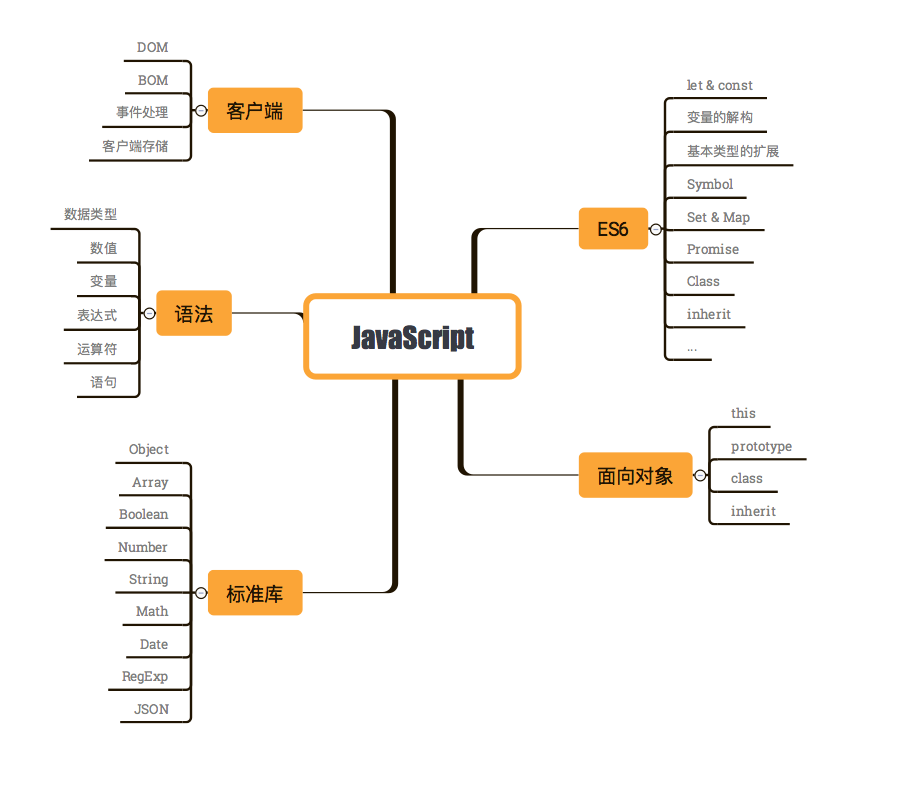 JavaScript
客户端
DOM
BOM
事件处理
客户端存储
语法
数据类型
数值
变量
表达式
运算符
语句
标准库
Object
Array
Boolean
Number
String
Math
Date
RegExp
JSON
ES6
let & const
变量的解构
基本类型的扩展
Symbol
Set & Map
Promise
Class
inherit
...
面向对象
this
prototype
class
inherit